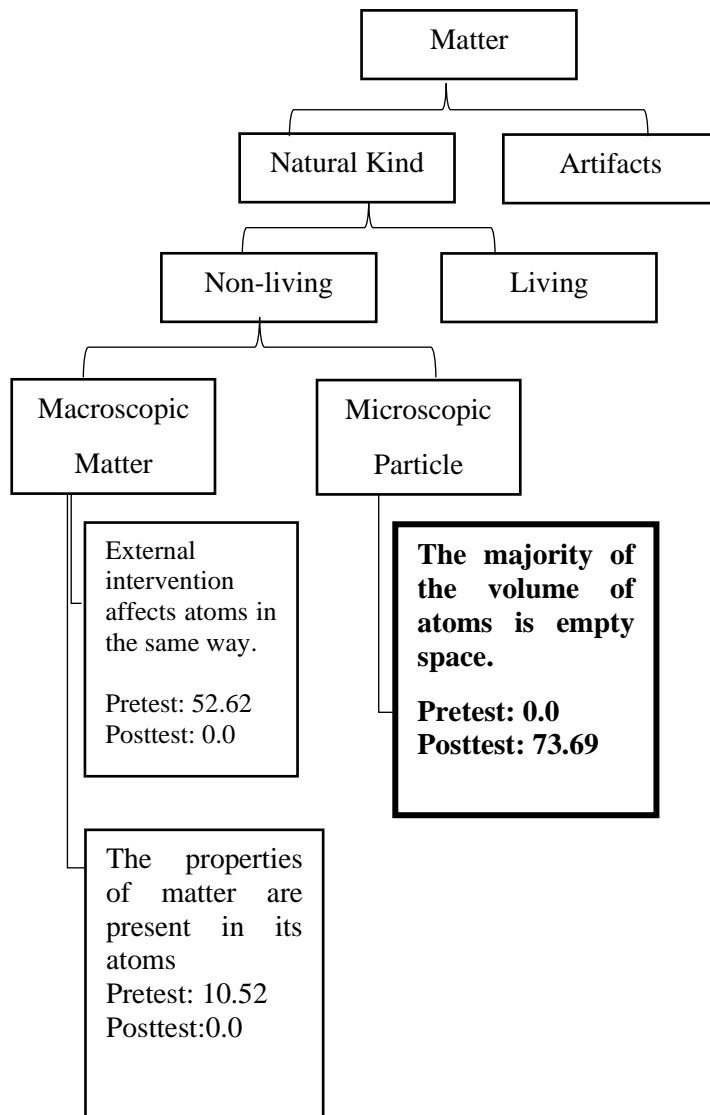 Matter
Natural Kind
Artifacts
Non-living
Living
Macroscopic
Matter
Microscopic
Particle
External
intervention
affects atoms in
the same way.
Pretest: 52.62
Posttest: 0.0
The majority of
the volume of
atoms is empty
space.
Pretest: 0.0
Posttest: 73.69
The properties
of matter are
present in its
atoms
Pretest: 10.52
Posttest:0.0